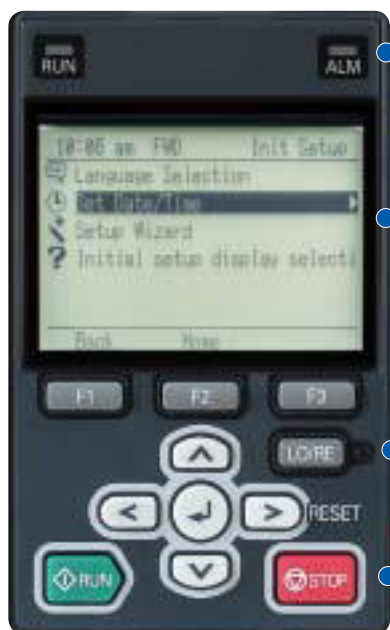 RUN ALM
10:06 am FWD Init Setup
Language Selection
Set Date/Time
Setup Wizard
Initial setup display selecti
Back Home
F1 F2 F3
LO/RE
RESET
RUN STOP